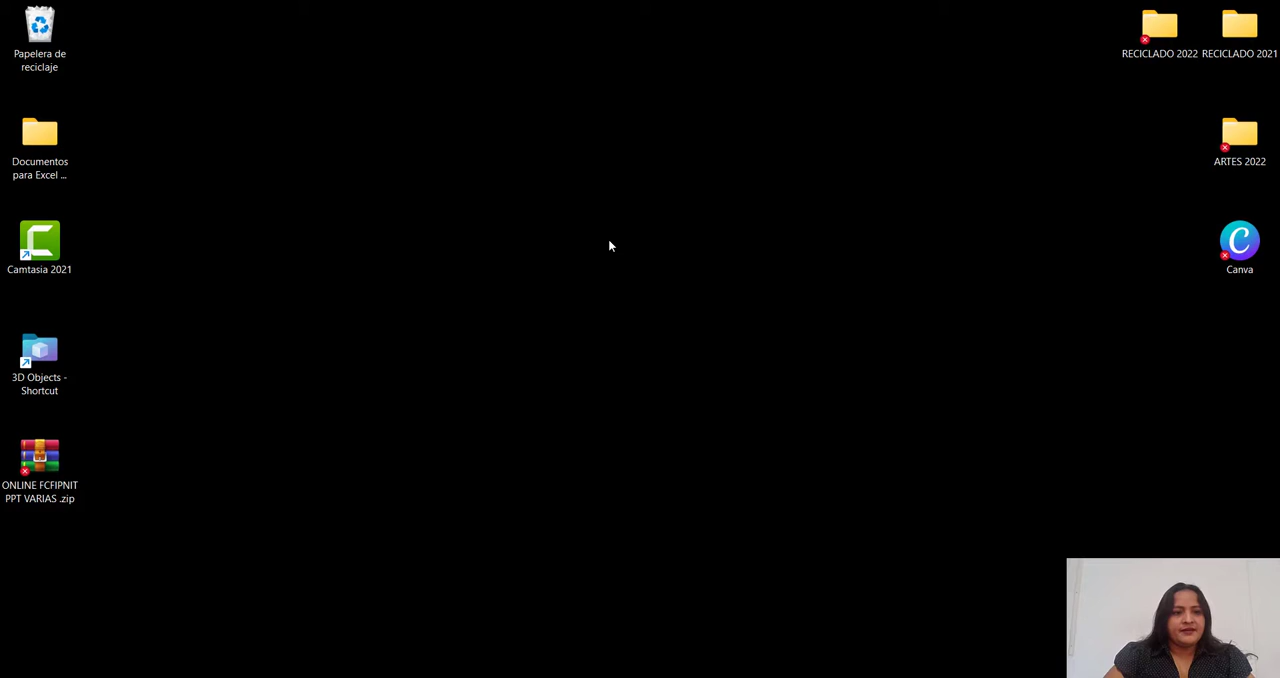 Papelera de
reciclaje
Documentos
para Excel ...
Camtasia 2021
3D Objects -
Shortcut
ONLINE FCFIPNIT
PPT VARIAS .zip
RECICLADO 2022
RECICLADO 2021
ARTES 2022
Canva